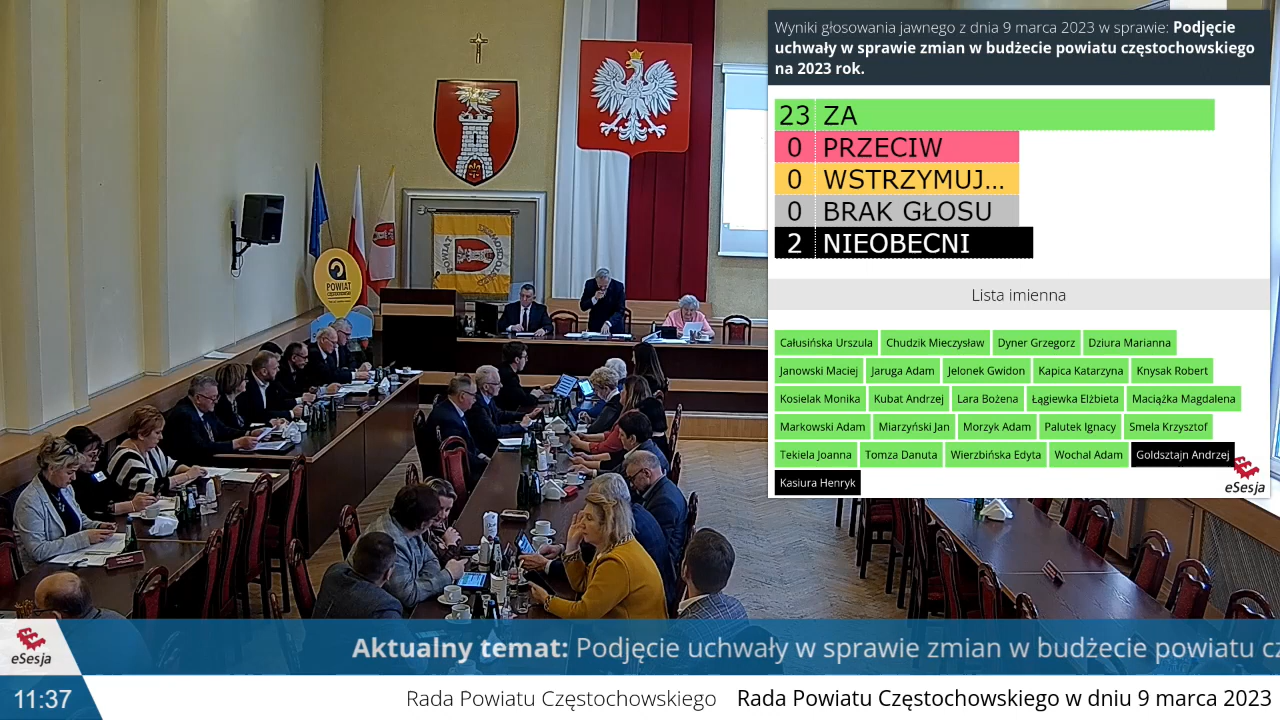 Wyniki głosowania jawnego z dnia 9 marca 2023 w sprawie: Podjęcie
uchwały w sprawie zmian w budżecie powiatu częstochowskiego
na 2023 rok.
23 ZA
0 PRZECIW
0 WSTRZYMUJ...
0 BRAK GŁOSU
2 NIEOBECNI
Lista imienna
Całusińska Urszula Chudzik Mieczysław Dyner Grzegorz Dziura Marianna
Janowski Maciej Jaruga Adam Jelonek Gwidon Kapica Katarzyna Knysak Robert
Kosielak Monika Kubat Andrzej Lara Bożena Łągiewka Elżbieta Maciążka Magdalena
Markowski Adam Miarzyński Jan Morzyk Adam Palutek Ignacy Smela Krzysztof
Tekiela Joanna Tomza Danuta Wierzbińska Edyta Wochal Adam Goldsztajn Andrzej
Kasiura Henryk
eSesja
POWIAT
POWIAT
eSesja
Aktualny temat: Podjęcie uchwały w sprawie zmian w budżecie powiatu
11:37
Rada Powiatu Częstochowskiego Rada Powiatu Częstochowskiego w dniu 9 marca 2023